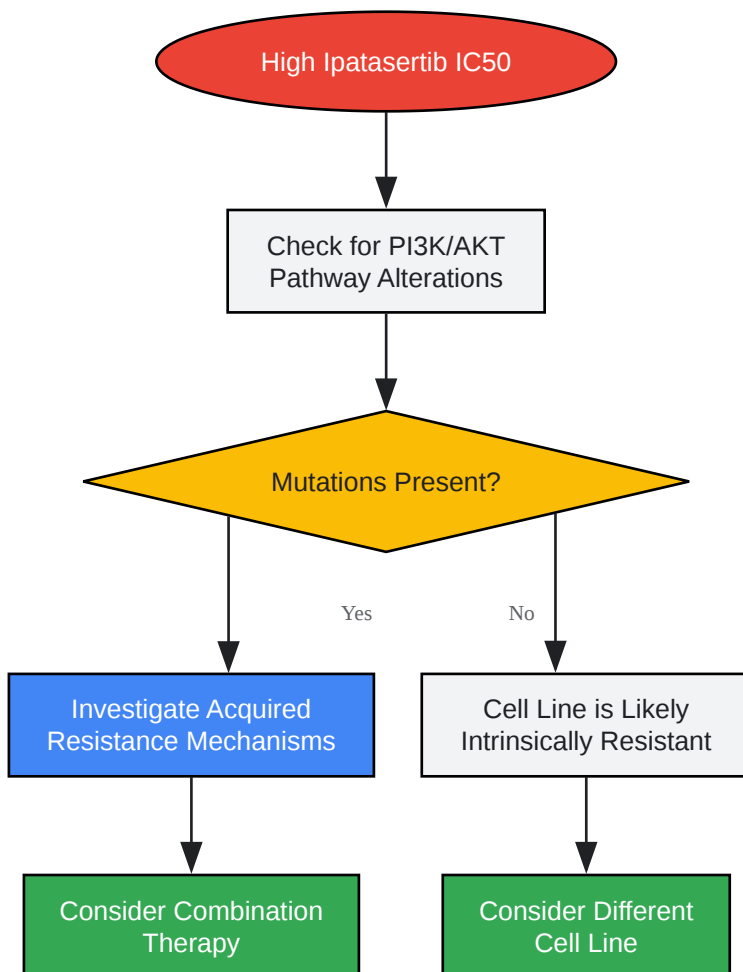 High Ipatasertib IC50
Check for PI3K/AKT
Pathway Alterations
Mutations Present?
Yes
No
Investigate Acquired
Resistance Mechanisms
Cell Line is Likely
Intrinsically Resistant
Consider Combination
Therapy
Consider Different
Cell Line